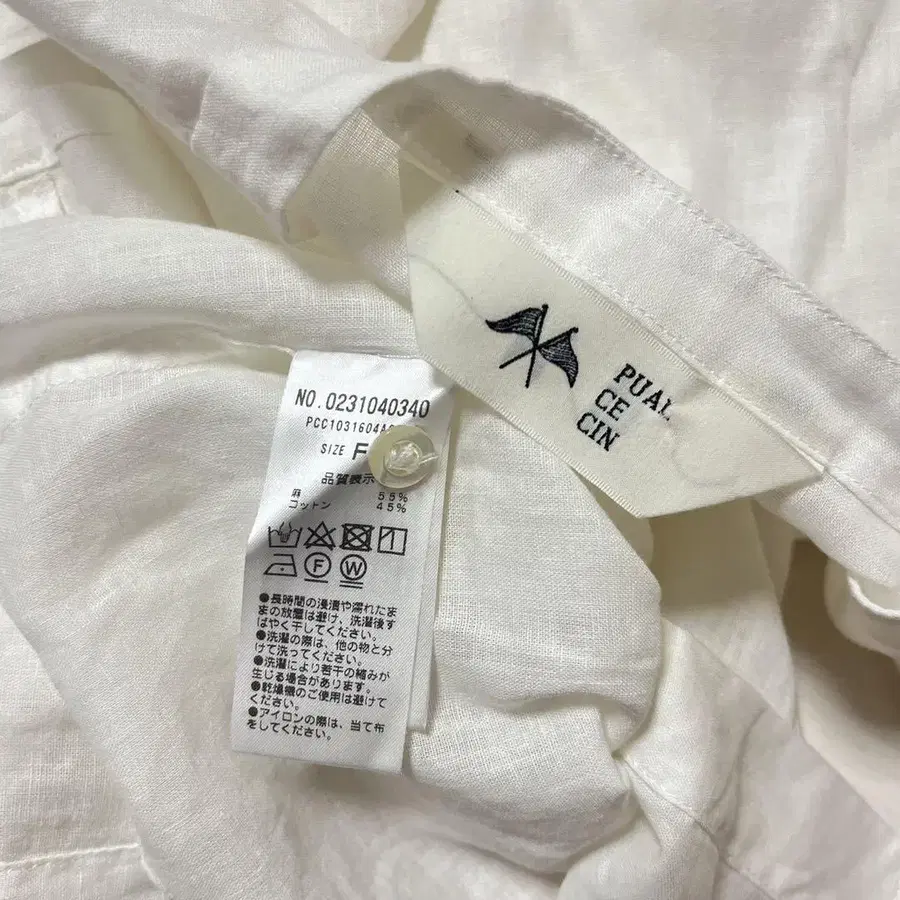 PUAL
CE
CIN
NO.0231040340
SIZE F
品質表示
麻 55%
コットン 45%
F
W
●長時間の浸漬や濡れたま
まの放置は避け、洗濯後す
ばやく干してください。
●洗濯の際は、他の物と分
けて洗ってください。
●洗濯により若干の縮みが
生じる場合があります。
●乾燥機のご使用は避けて
ください。
●アイロンの際は、当て布
をしてください。